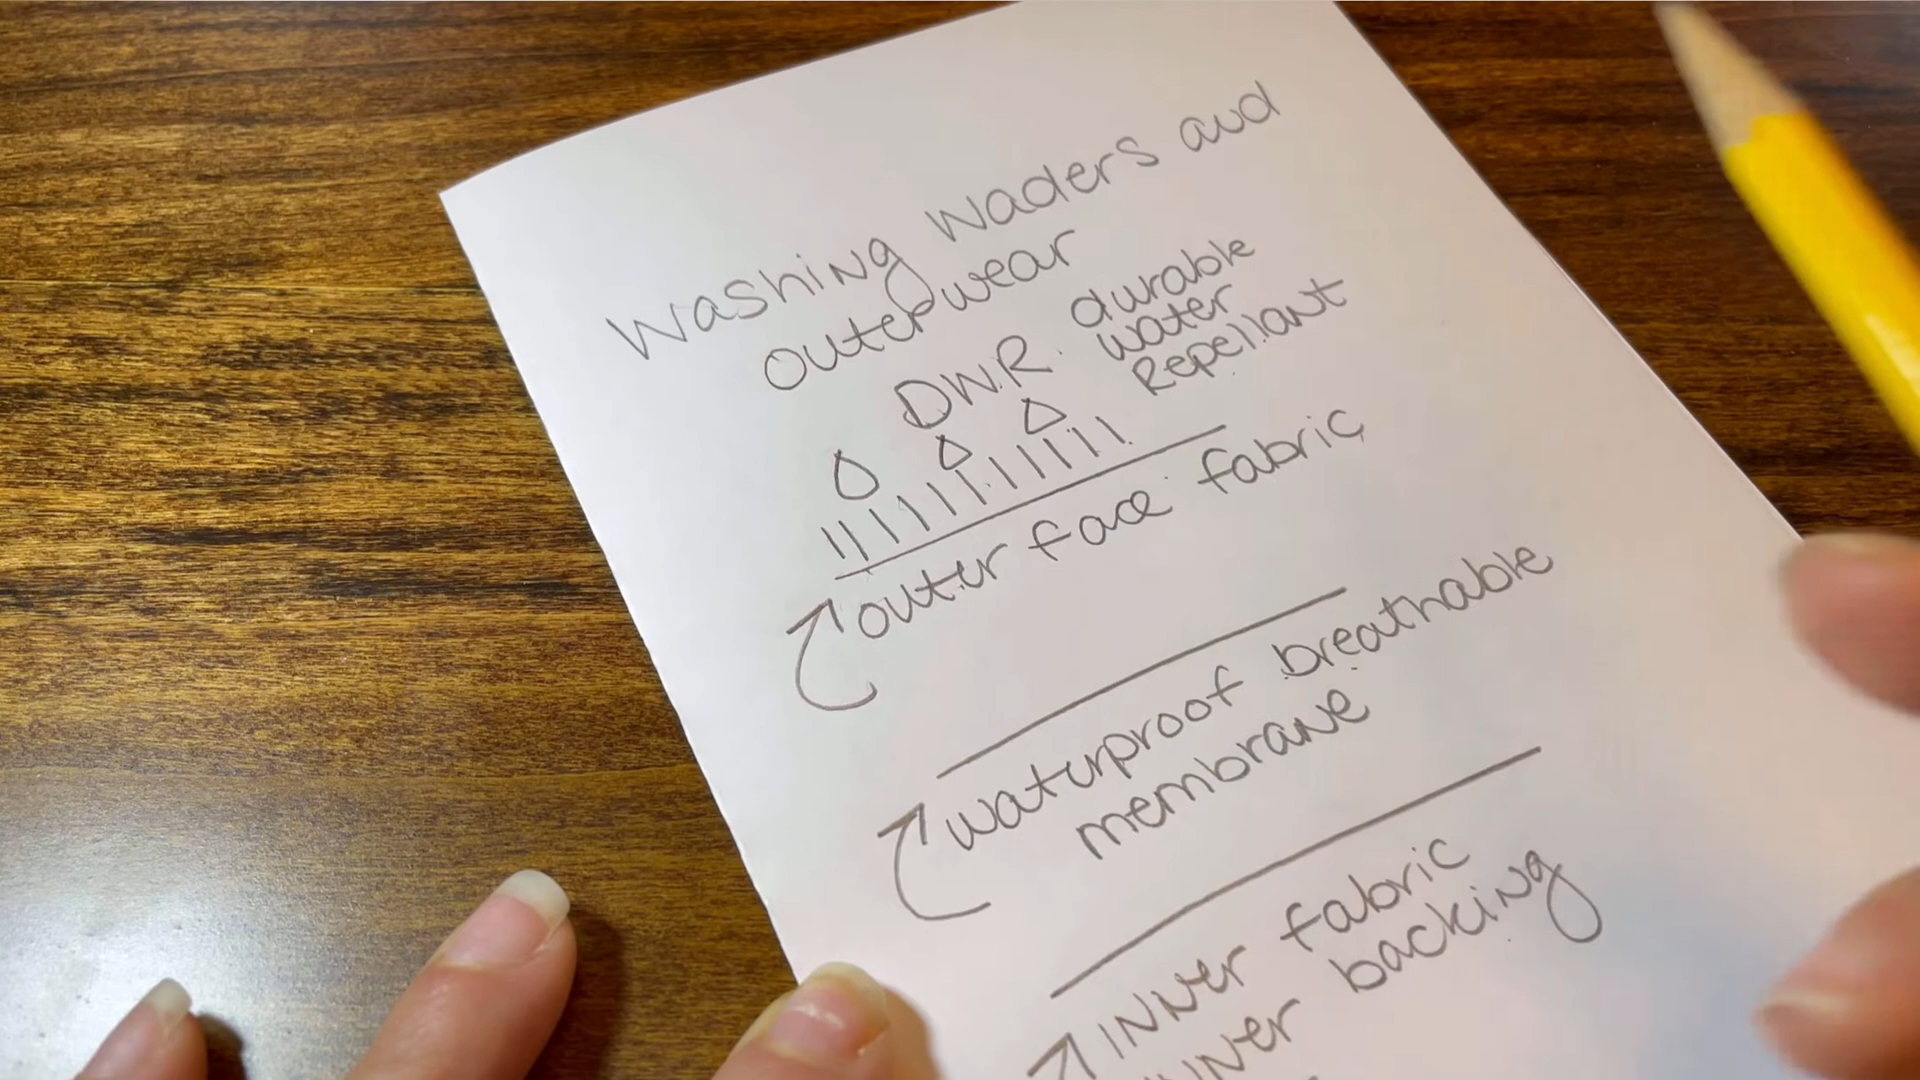 Washing waders and
outerwear
DWR durable
water
Repellant
outer face fabric
waterproof breathable
membrane
inner fabric
inner backing